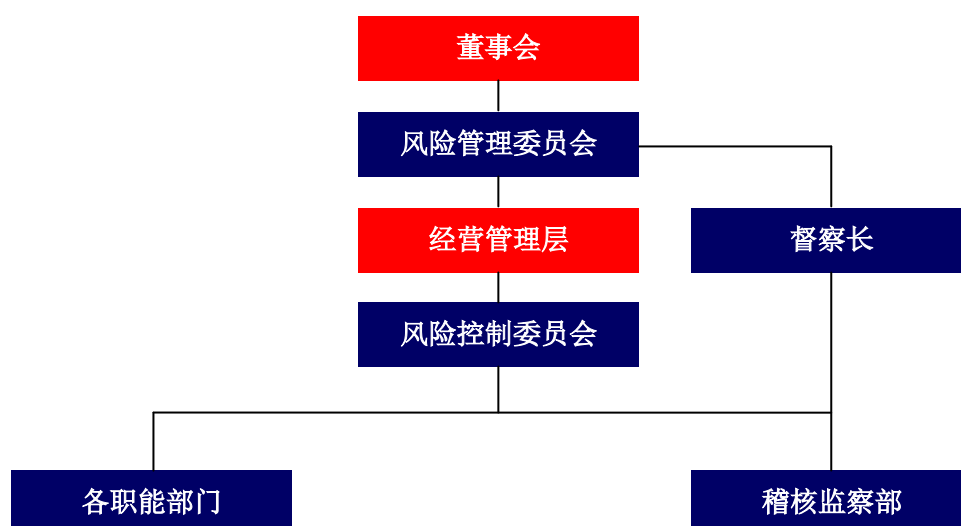 董事会
风险管理委员会
经营管理层
督察长
风险控制委员会
各职能部门
稽核监察部